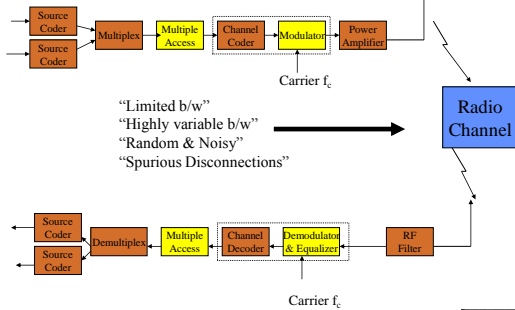 Source
Coder
Source
Coder
Multiplex
Multiple
Access
Channel
Coder
Modulator
Power
Amplifier
Carrier fc
“Limited b/w”
“Highly variable b/w”
“Random & Noisy”
“Spurious Disconnections”
Radio
Channel
Source
Coder
Source
Coder
Demultiplex
Multiple
Access
Channel
Decoder
Demodulator
& Equalizer
RF
Filter
Carrier fc